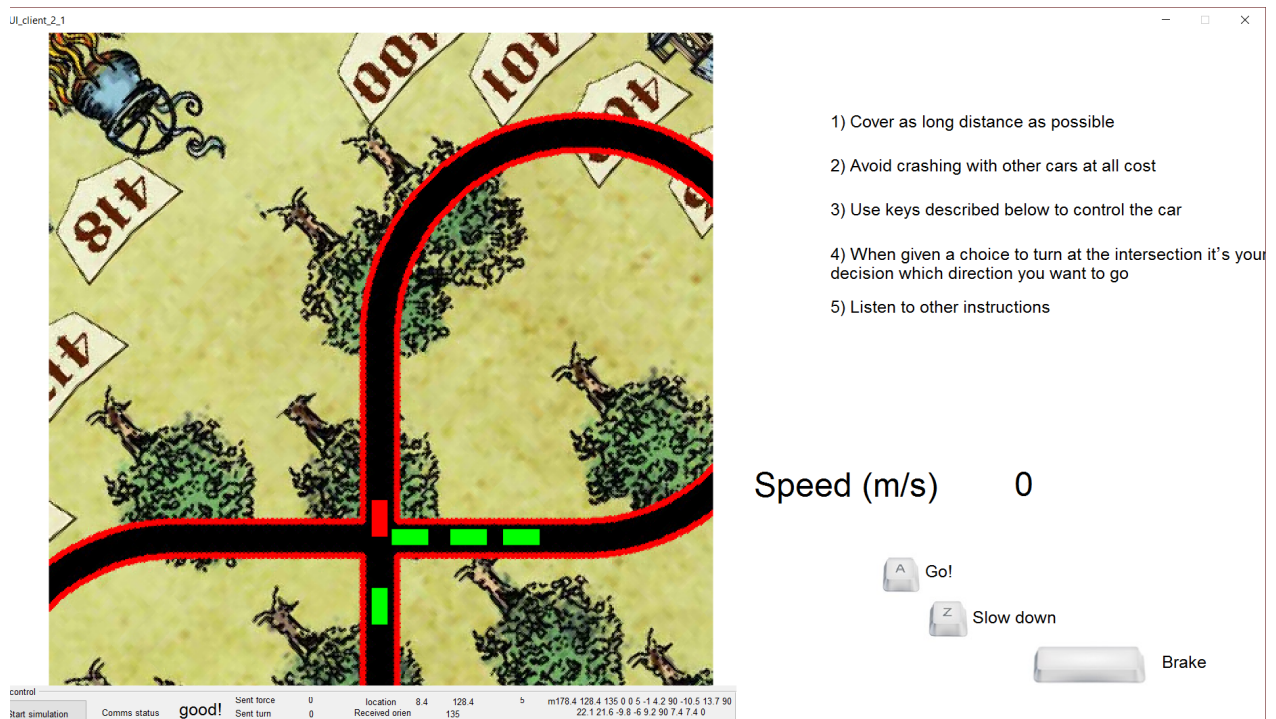 UI_client_2_1
400
401
40
418
1) Cover as long distance as possible
2) Avoid crashing with other cars at all cost
3) Use keys described below to control the car
4) When given a choice to turn at the intersection it's your
decision which direction you want to go
5) Listen to other instructions
Speed (m/s) 0
A Go!
Z Slow down
Brake
control
Start simulation
Comms status good!
Sent force 0
Sent turn 0
location 8.4 128.4 5
Received orien 135
m178.4 128.4 135 0 0 5 -1 4.2 90 -10.5 13.7 90
22.1 21.6 -9.8 -6 9.2 90 7.4 7.4 0